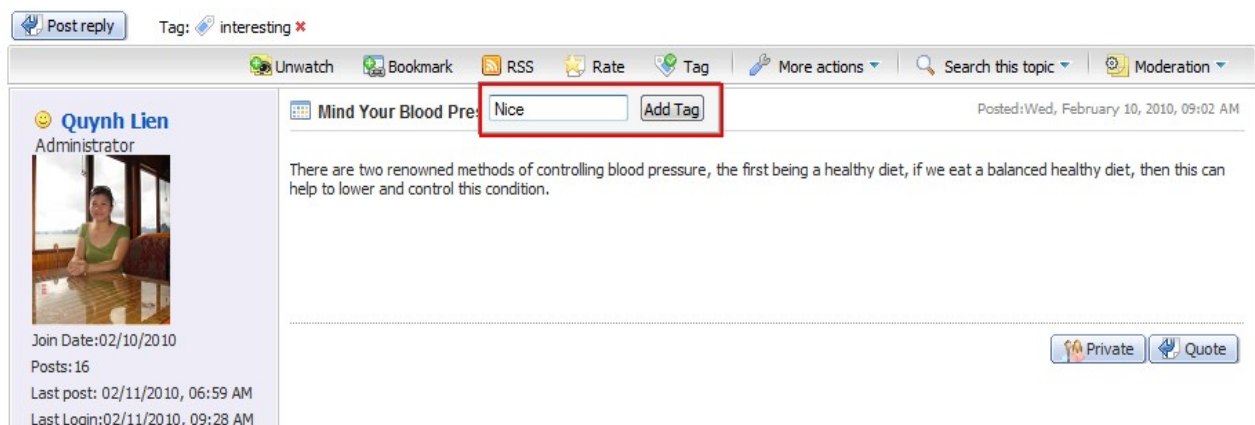 Post reply Tag: interesting
Unwatch Bookmark RSS Rate Tag More actions Search this topic Moderation
Quynh Lien
Administrator
Join Date:02/10/2010
Posts:16
Last post: 02/11/2010, 06:59 AM
Last Login:02/11/2010, 09:28 AM
Mind Your Blood Pres Nice Add Tag Posted:Wed, February 10, 2010, 09:02 AM
There are two renowned methods of controlling blood pressure, the first being a healthy diet, if we eat a balanced healthy diet, then this can
help to lower and control this condition.
Private Quote